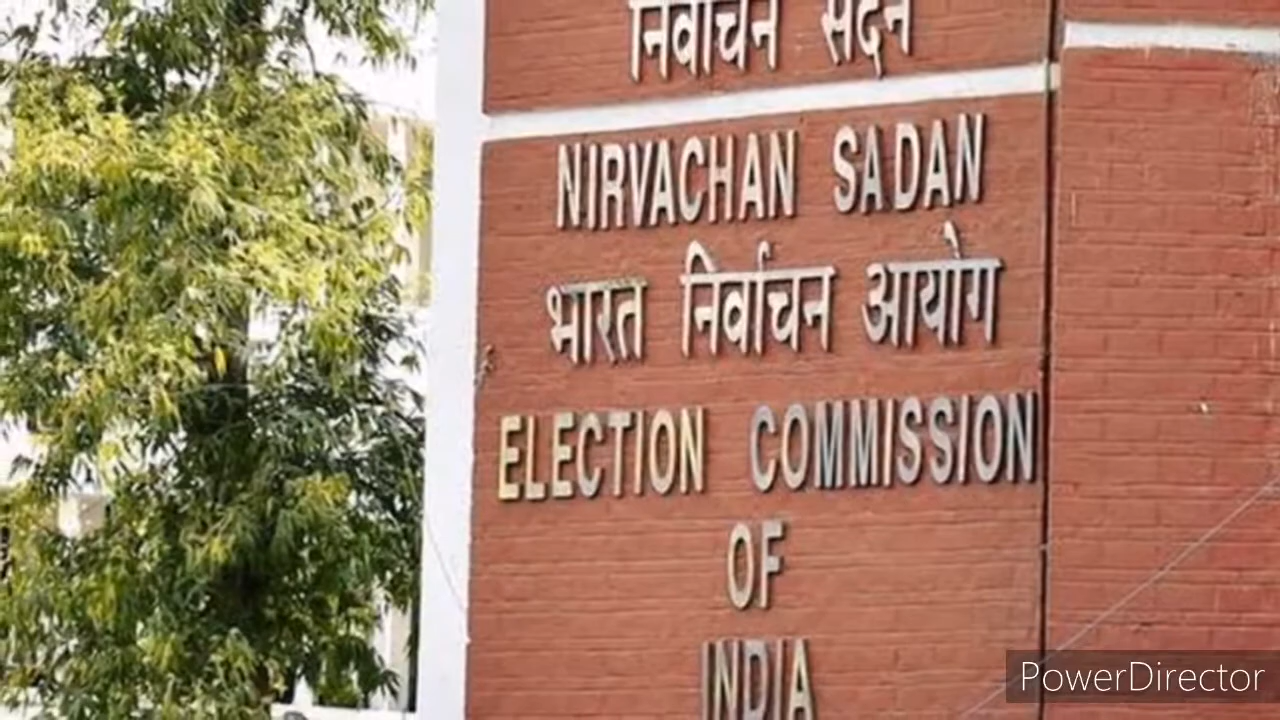 निर्वाचन सदन
NIRVACHAN SADAN
भारत निर्वाचन आयोग
ELECTION COMMISSION
OF
INDIA
PowerDirector